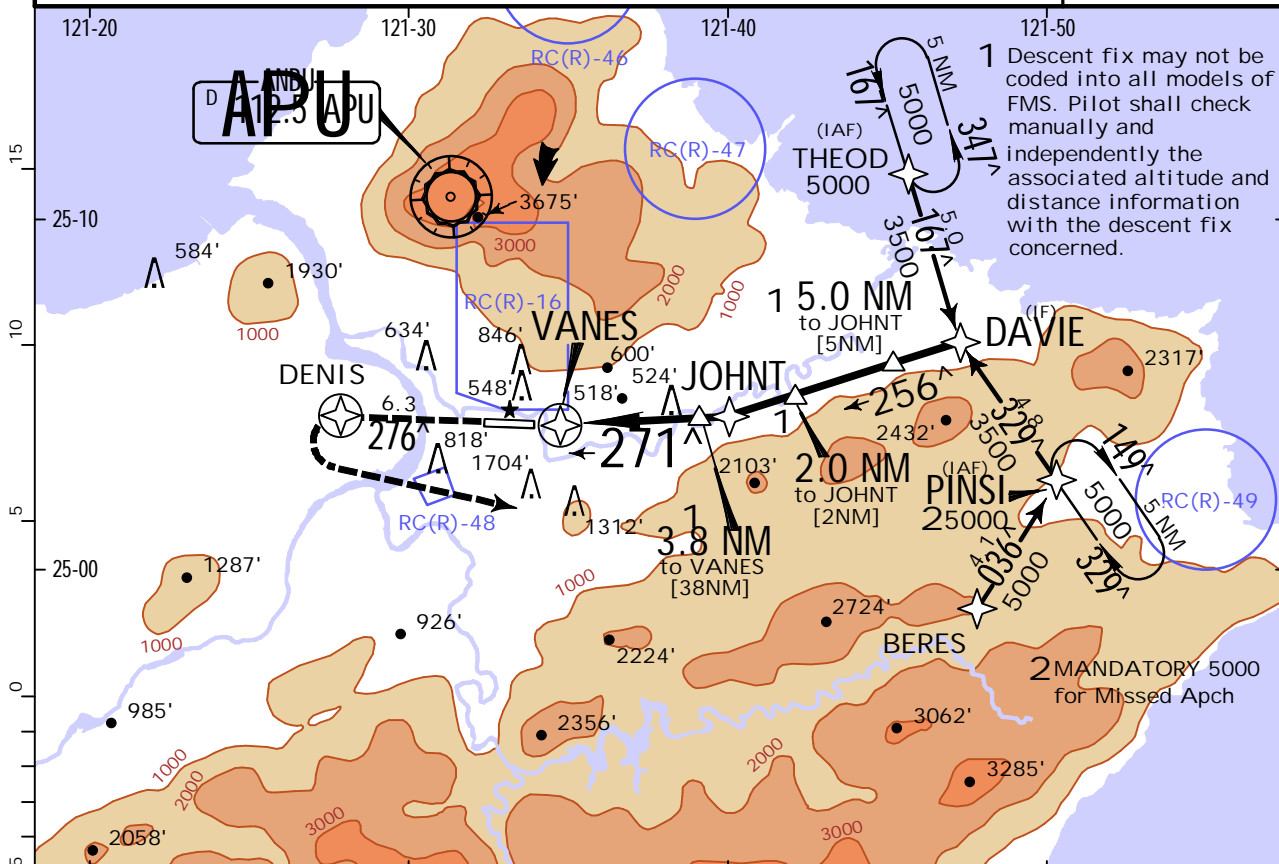 121-20
121-30
121-40
121-50
RC(R)-46
5 NM
167^
5000
347^
1 Descent fix may not be
coded into all models of
FMS. Pilot shall check
manually and
independently the
associated altitude and
distance information
with the descent fix
concerned.
ANDU
APU
D 112.5 APU
(IAF)
THEOD
5000
RC(R)-47
15
25-10
3675'
3000
2000
1000
5.0
167^
3500
584'
1930'
1000
RC(R)-16
1 5.0 NM
to JOHNT
[5NM]
(IF)
DAVIE
10
634'
846'
VANES
600'
2317'
DENIS
548'
518'
524'
JOHNT
6.3
276^
256^
1
4.8
329^
3500
818'
271^
2432'
149^
1704'
2103'
2.0 NM
to JOHNT
[2NM]
(IAF)
PINSI
2 5000
5000
5 NM
RC(R)-49
5
RC(R)-48
1312'
1
3.8 NM
to VANES
[38NM]
4.1
036^
5000
329^
25-00
1287'
1000
1000
926'
2724'
2224'
BERES
2 MANDATORY 5000
for Missed Apch
0
985'
2356'
3062'
1000
2000
2000
3285'
3000
3000
2058'
5